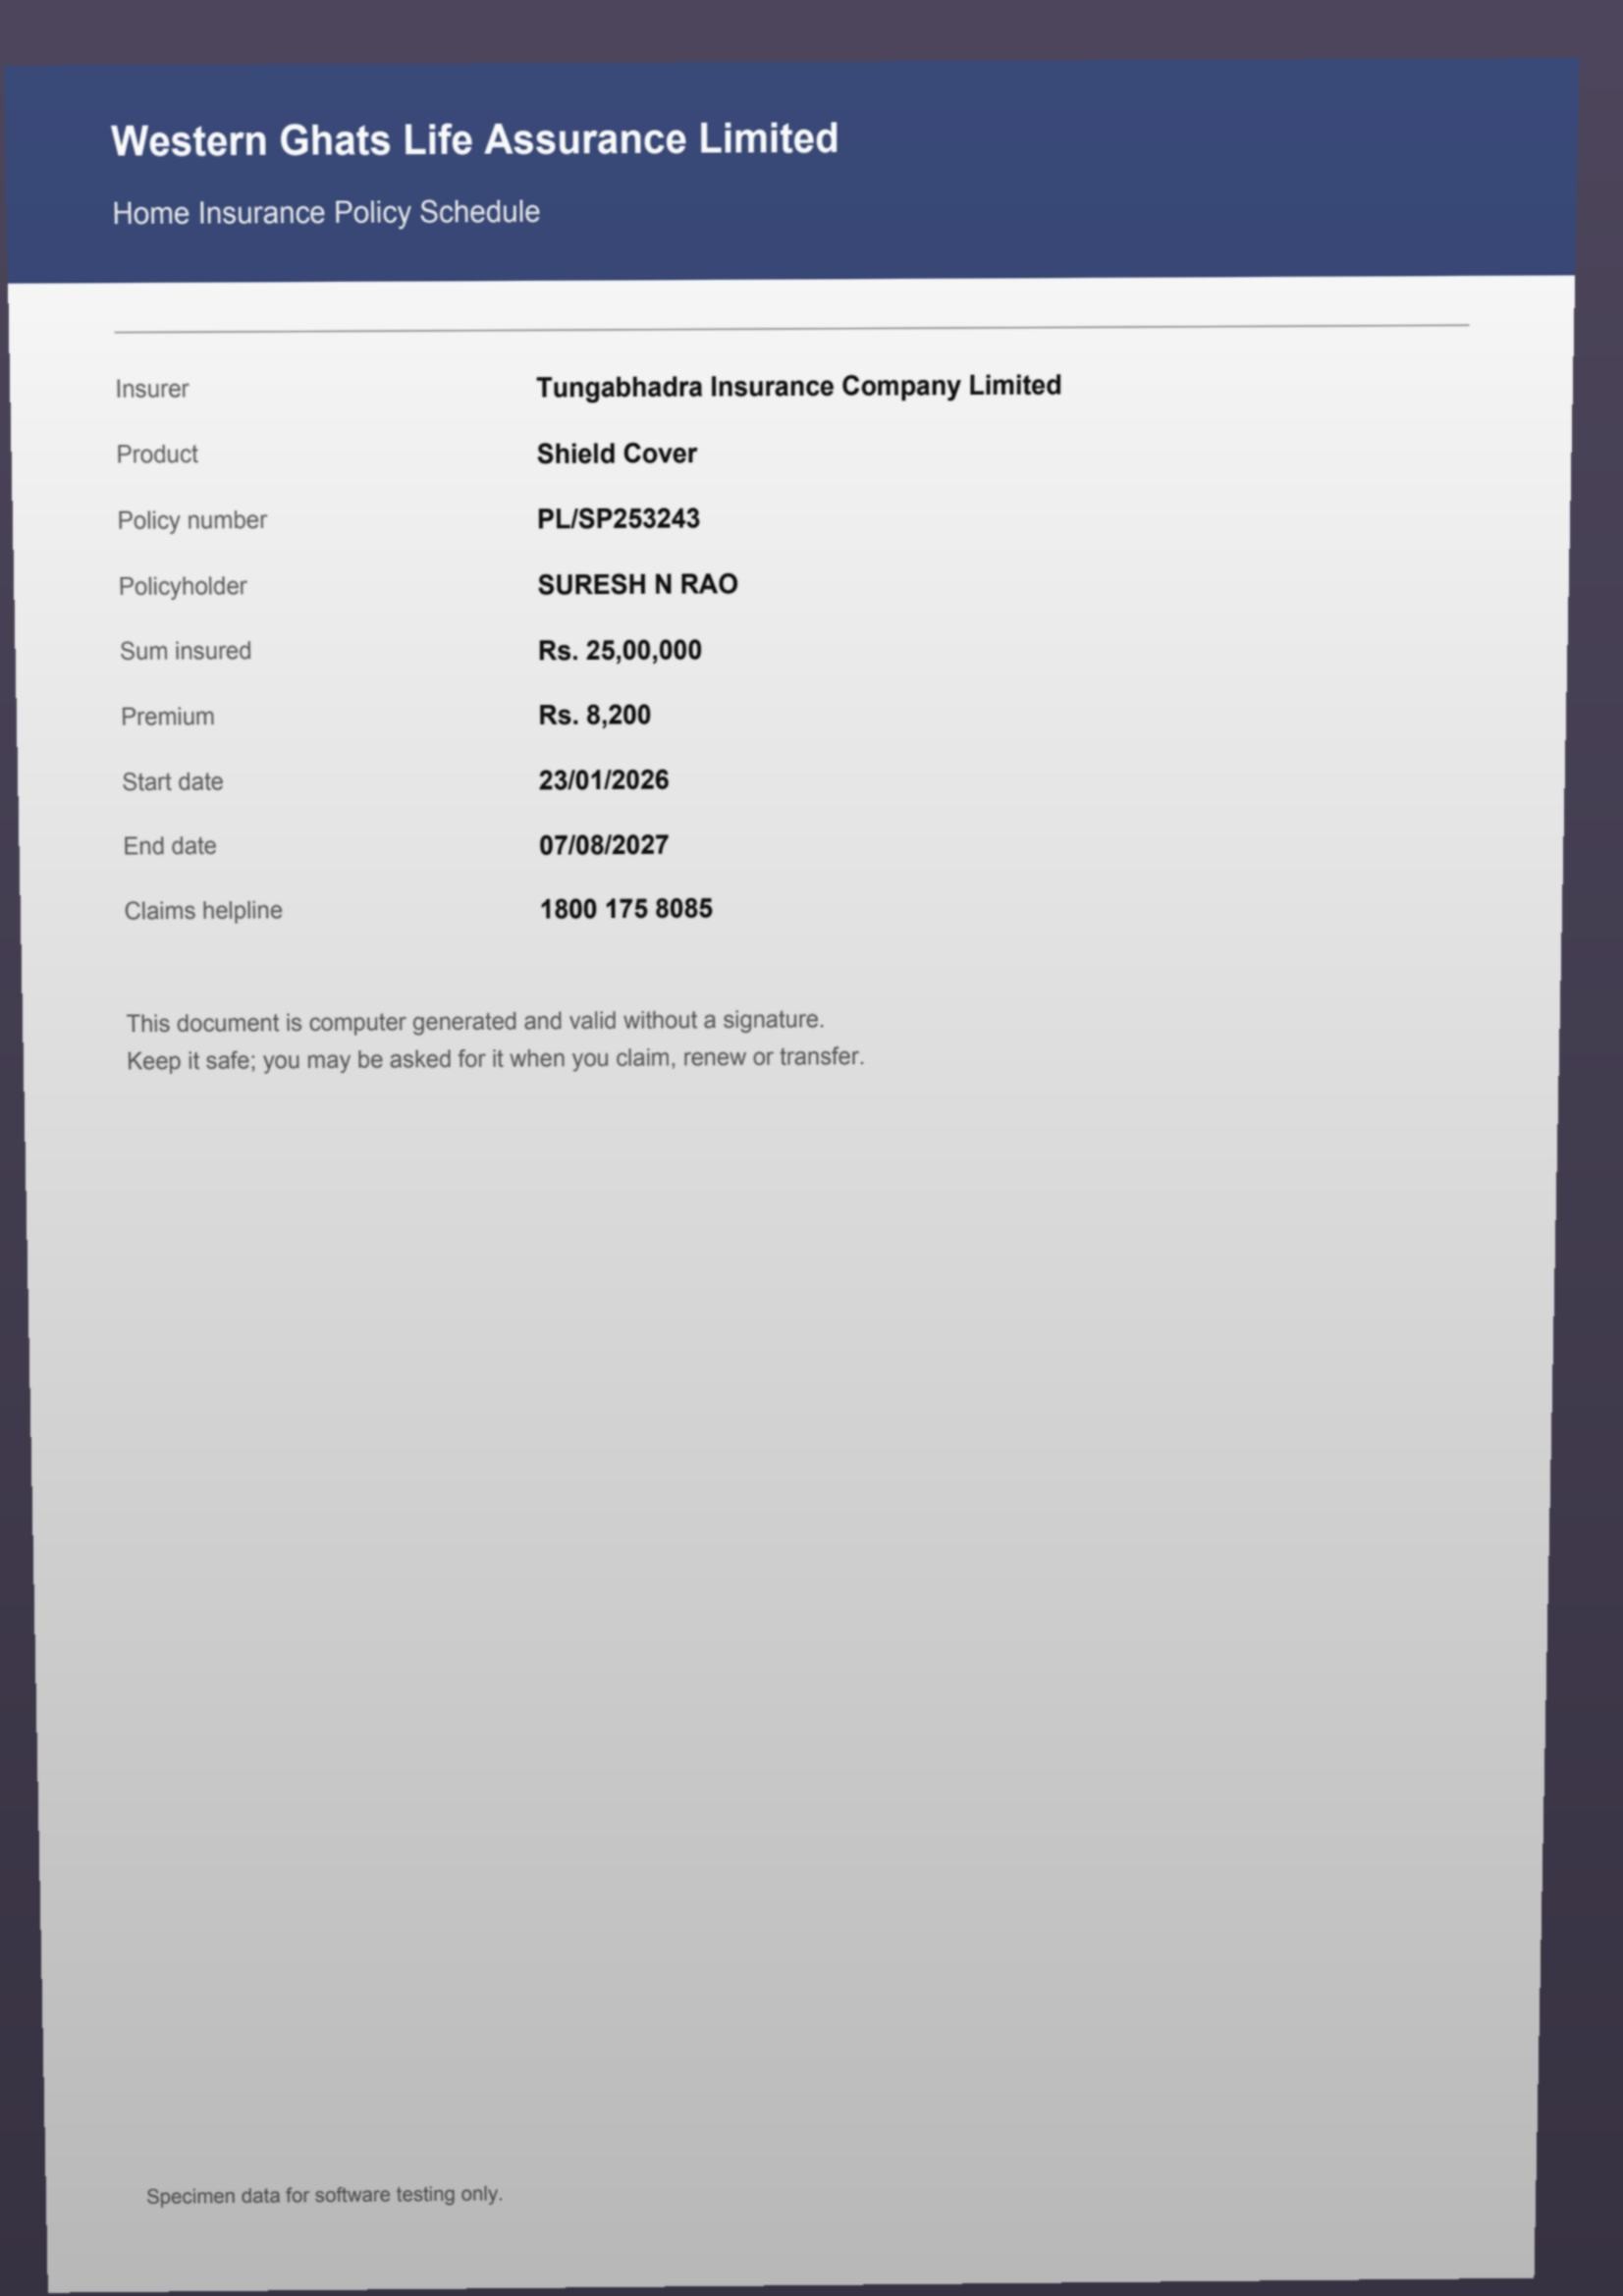 Western Ghats Life Assurance Limited
Home Insurance Policy Schedule
Insurer Tungabhadra Insurance Company Limited
Product Shield Cover
Policy number PL/SP253243
Policyholder SURESH N RAO
Sum insured Rs. 25,00,000
Premium Rs. 8,200
Start date 23/01/2026
End date 07/08/2027
Claims helpline 1800 175 8085
This document is computer generated and valid without a signature.
Keep it safe; you may be asked for it when you claim, renew or transfer.
Specimen data for software testing only.